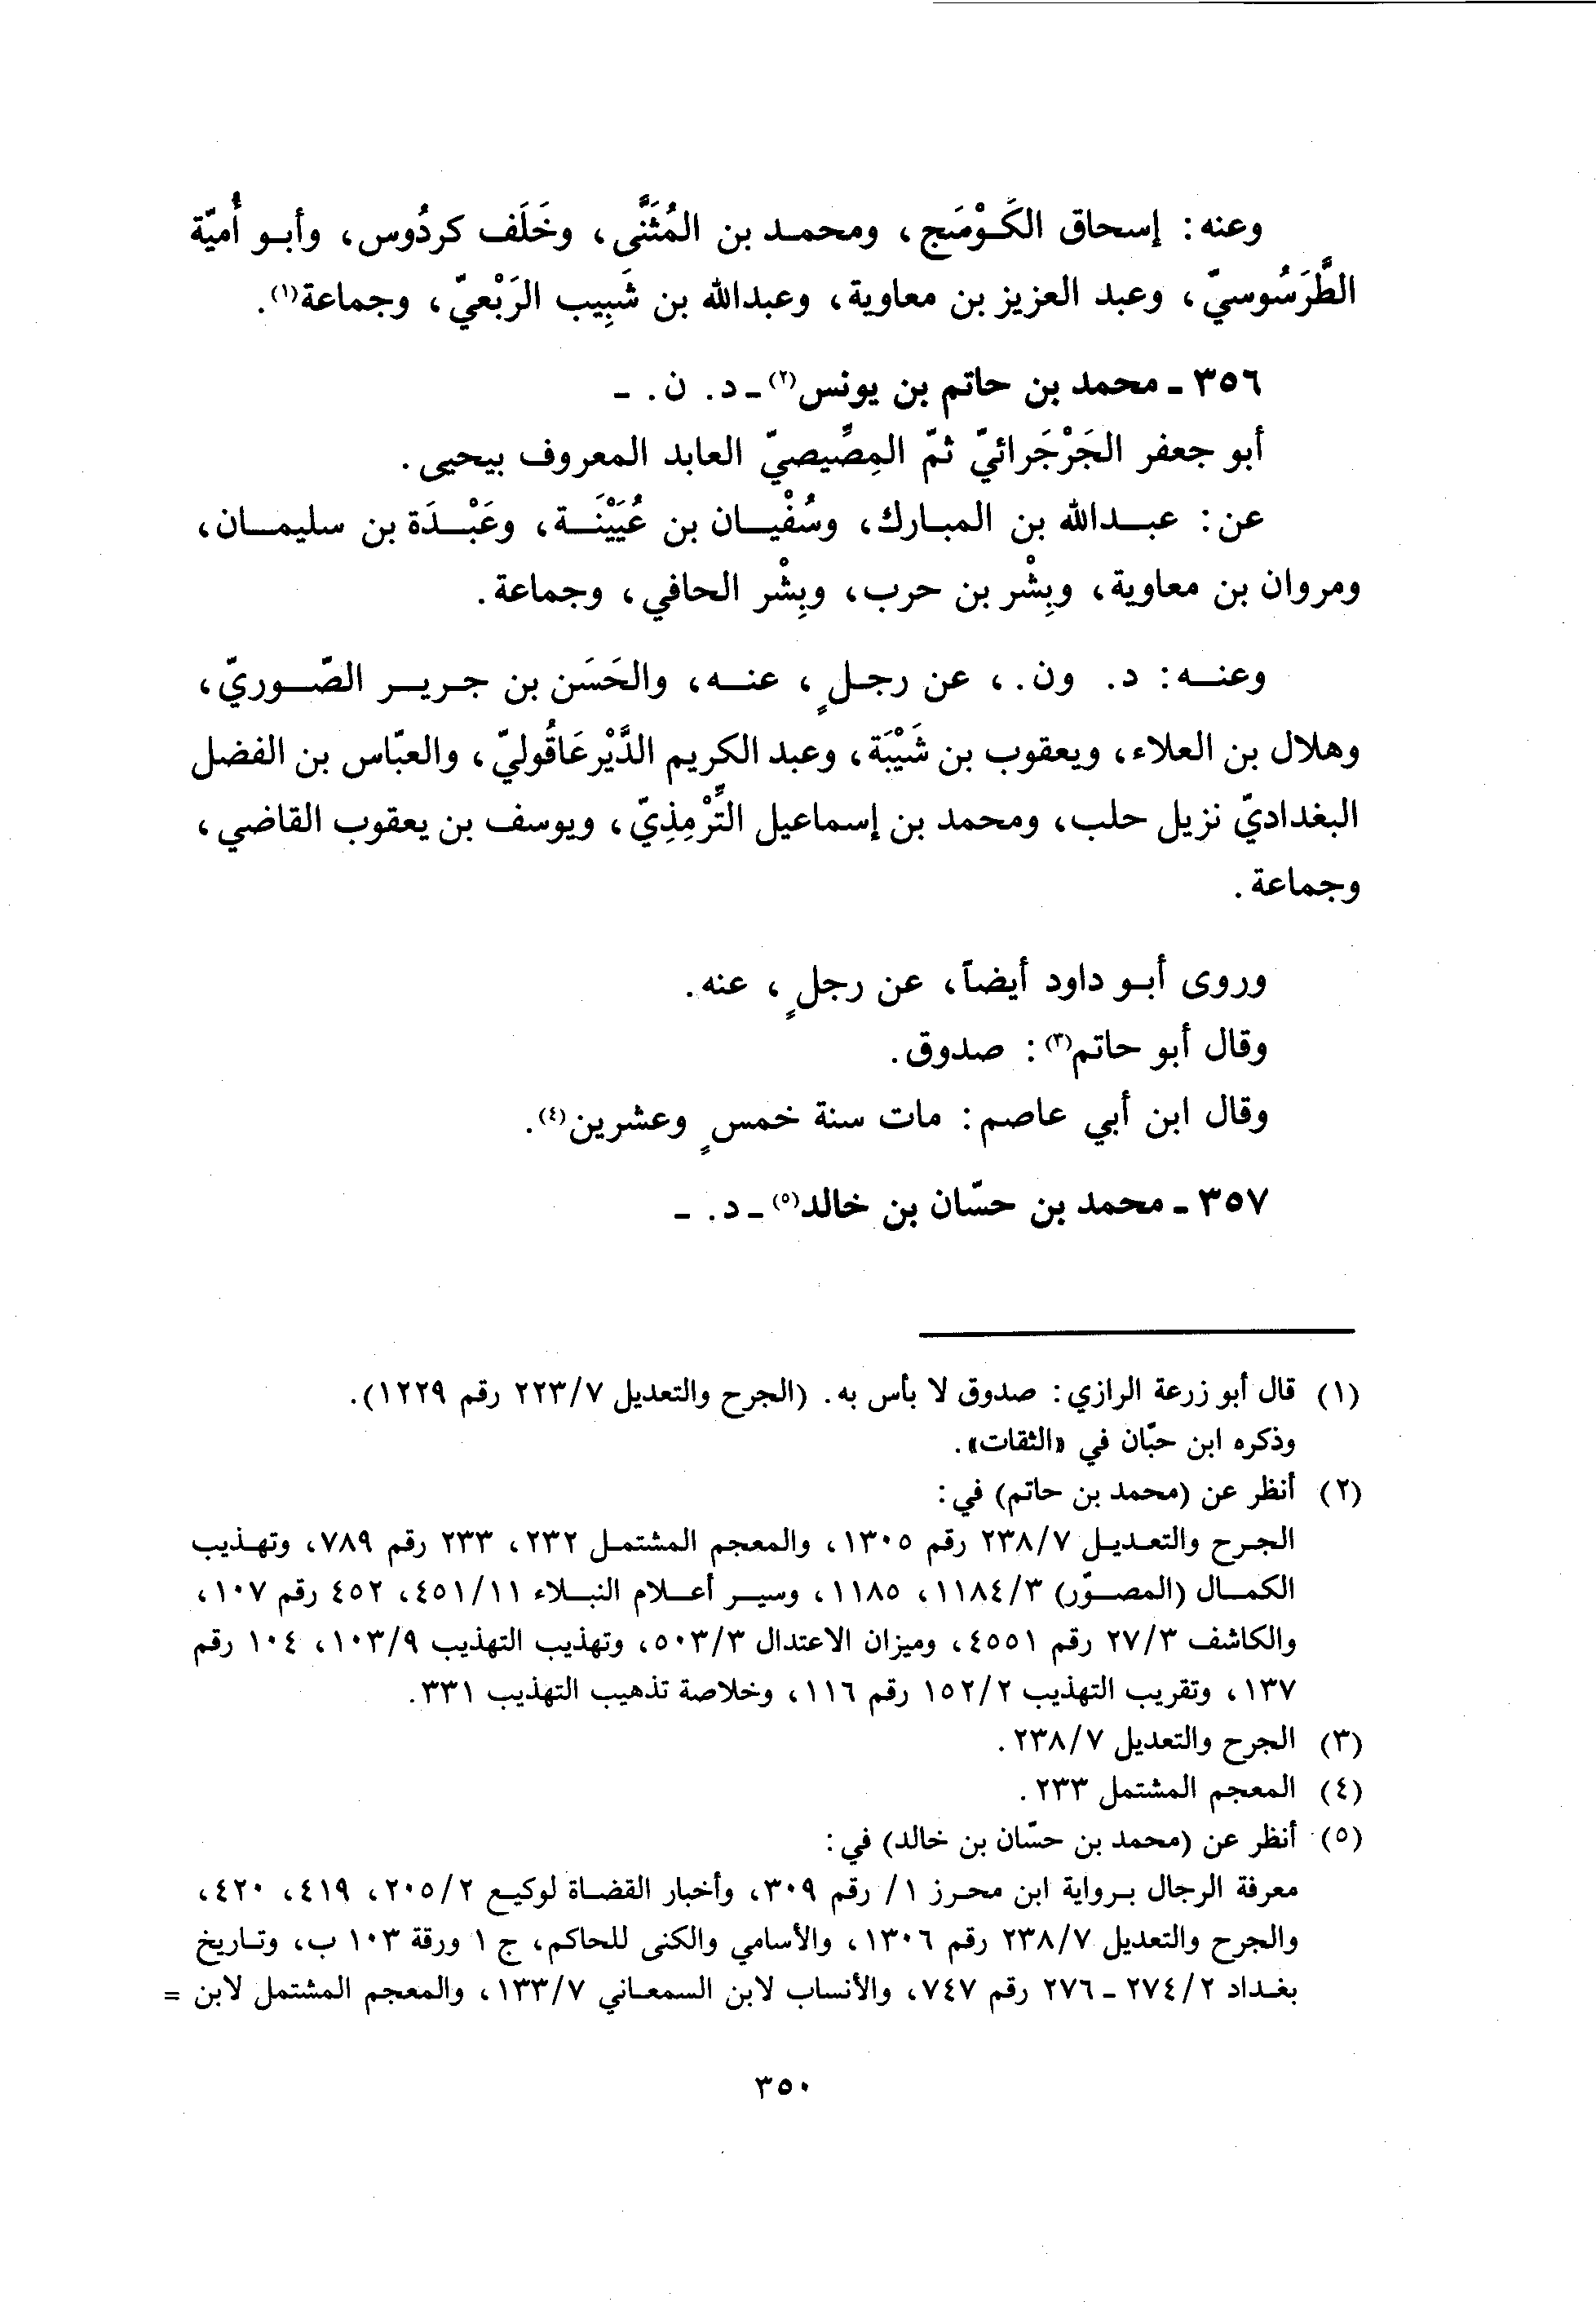 وعنه: إسحاق الكَوْسَج، ومحمد بن المُثَنَّى، وخَلَف كردُوس، وأبو أُميّة
الطَّرَسُوسيّ، وعبد العزيز بن معاوية، وعبدالله بن شَبِيب الرَبْعيّ، وجماعة(١).
٣٥٦ - محمد بن حاتم بن يونس(٢) - د. ن. -
أبو جعفر الجَرْجَرائيّ ثمّ المِصِّيصيّ العابد المعروف بيحيى.
عن: عبدالله بن المبارك، وسُفْيان بن عُيَيْنَة، وعَبْدَة بن سليمان،
ومروان بن معاوية، وبِشْر بن حرب، وبِشْر الحافي، وجماعة.
وعنه: د. ون.، عن رجلٍ، عنه، والحَسَن بن جرير الصّوريّ،
وهلال بن العلاء، ويعقوب بن شَيْبَة، وعبد الكريم الدَّيْرعَاقُوليّ، والعبّاس بن الفضل
البغداديّ نزيل حلب، ومحمد بن إسماعيل التِّرْمِذِيّ، ويوسف بن يعقوب القاضي،
وجماعة.
وروى أبو داود أيضاً، عن رجلٍ، عنه.
وقال أبو حاتم(٣): صدوق.
وقال ابن أبي عاصم: مات سنة خمسٍ وعشرين(٤).
٣٥٧ - محمد بن حسّان بن خالد(٥) - د. -
(١) قال أبو زرعة الرازي: صدوق لا بأس به. (الجرح والتعديل ٢٢٣/٧ رقم ١٢٢٩).
وذكره ابن حبّان في «الثقات».
(٢) أنظر عن (محمد بن حاتم) في:
الجرح والتعديل ٢٣٨/٧ رقم ١٣٠٥، والمعجم المشتمل ٢٣٢، ٢٣٣ رقم ٧٨٩، وتهذيب
الكمال (المصوّر) ١١٨٤/٣، ١١٨٥، وسير أعلام النبلاء ٤٥١/١١، ٤٥٢ رقم ١٠٧،
والكاشف ٢٧/٣ رقم ٤٥٥١، وميزان الاعتدال ٥٠٣/٣، وتهذيب التهذيب ١٠٣/٩، ١٠٤ رقم
١٣٧، وتقريب التهذيب ١٥٢/٢ رقم ١١٦، وخلاصة تذهيب التهذيب ٣٣١.
(٣) الجرح والتعديل ٢٣٨/٧.
(٤) المعجم المشتمل ٢٣٣.
(٥) أنظر عن (محمد بن حسّان بن خالد) في:
معرفة الرجال برواية ابن محرز ١/ رقم ٣٠٩، وأخبار القضاة لوكيع ٢٠٥/٢، ٤١٩، ٤٢٠،
والجرح والتعديل ٢٣٨/٧ رقم ١٣٠٦، والأسامي والكنى للحاكم، ج ١ ورقة ١٠٣ ب، وتاريخ
بغداد ٢٧٤/٢ - ٢٧٦ رقم ٧٤٧، والأنساب لابن السمعاني ١٣٣/٧، والمعجم المشتمل لابن =
٣٥٠